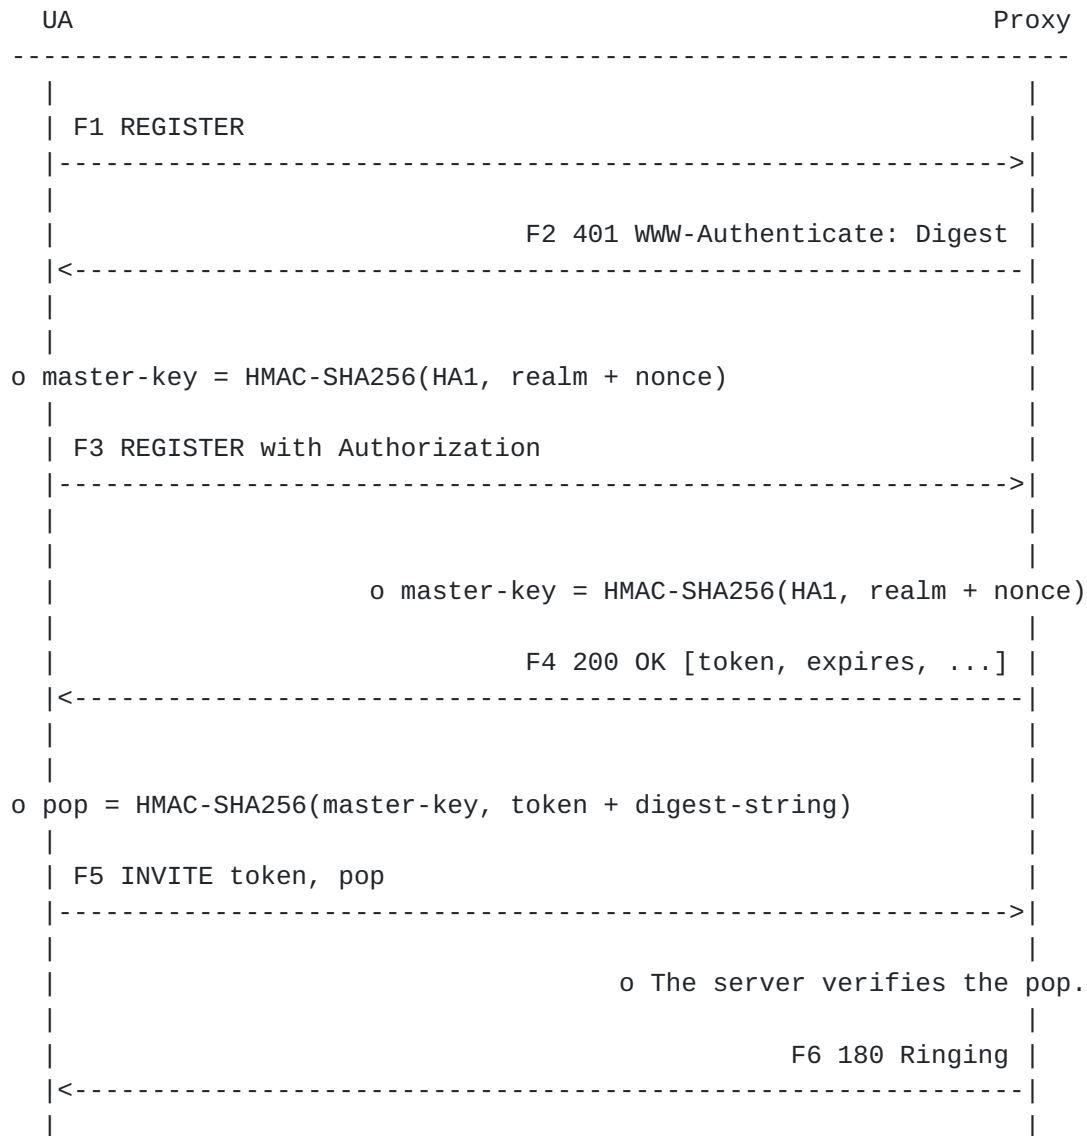 UA                                                           Proxy
--------------------------------------------------------------------
F1 REGISTER
F2 401 WWW-Authenticate: Digest
o master-key = HMAC-SHA256(HA1, realm + nonce)
F3 REGISTER with Authorization
o master-key = HMAC-SHA256(HA1, realm + nonce)
F4 200 OK [token, expires, ...]
o pop = HMAC-SHA256(master-key, token + digest-string)
F5 INVITE token, pop
o The server verifies the pop.
F6 180 Ringing